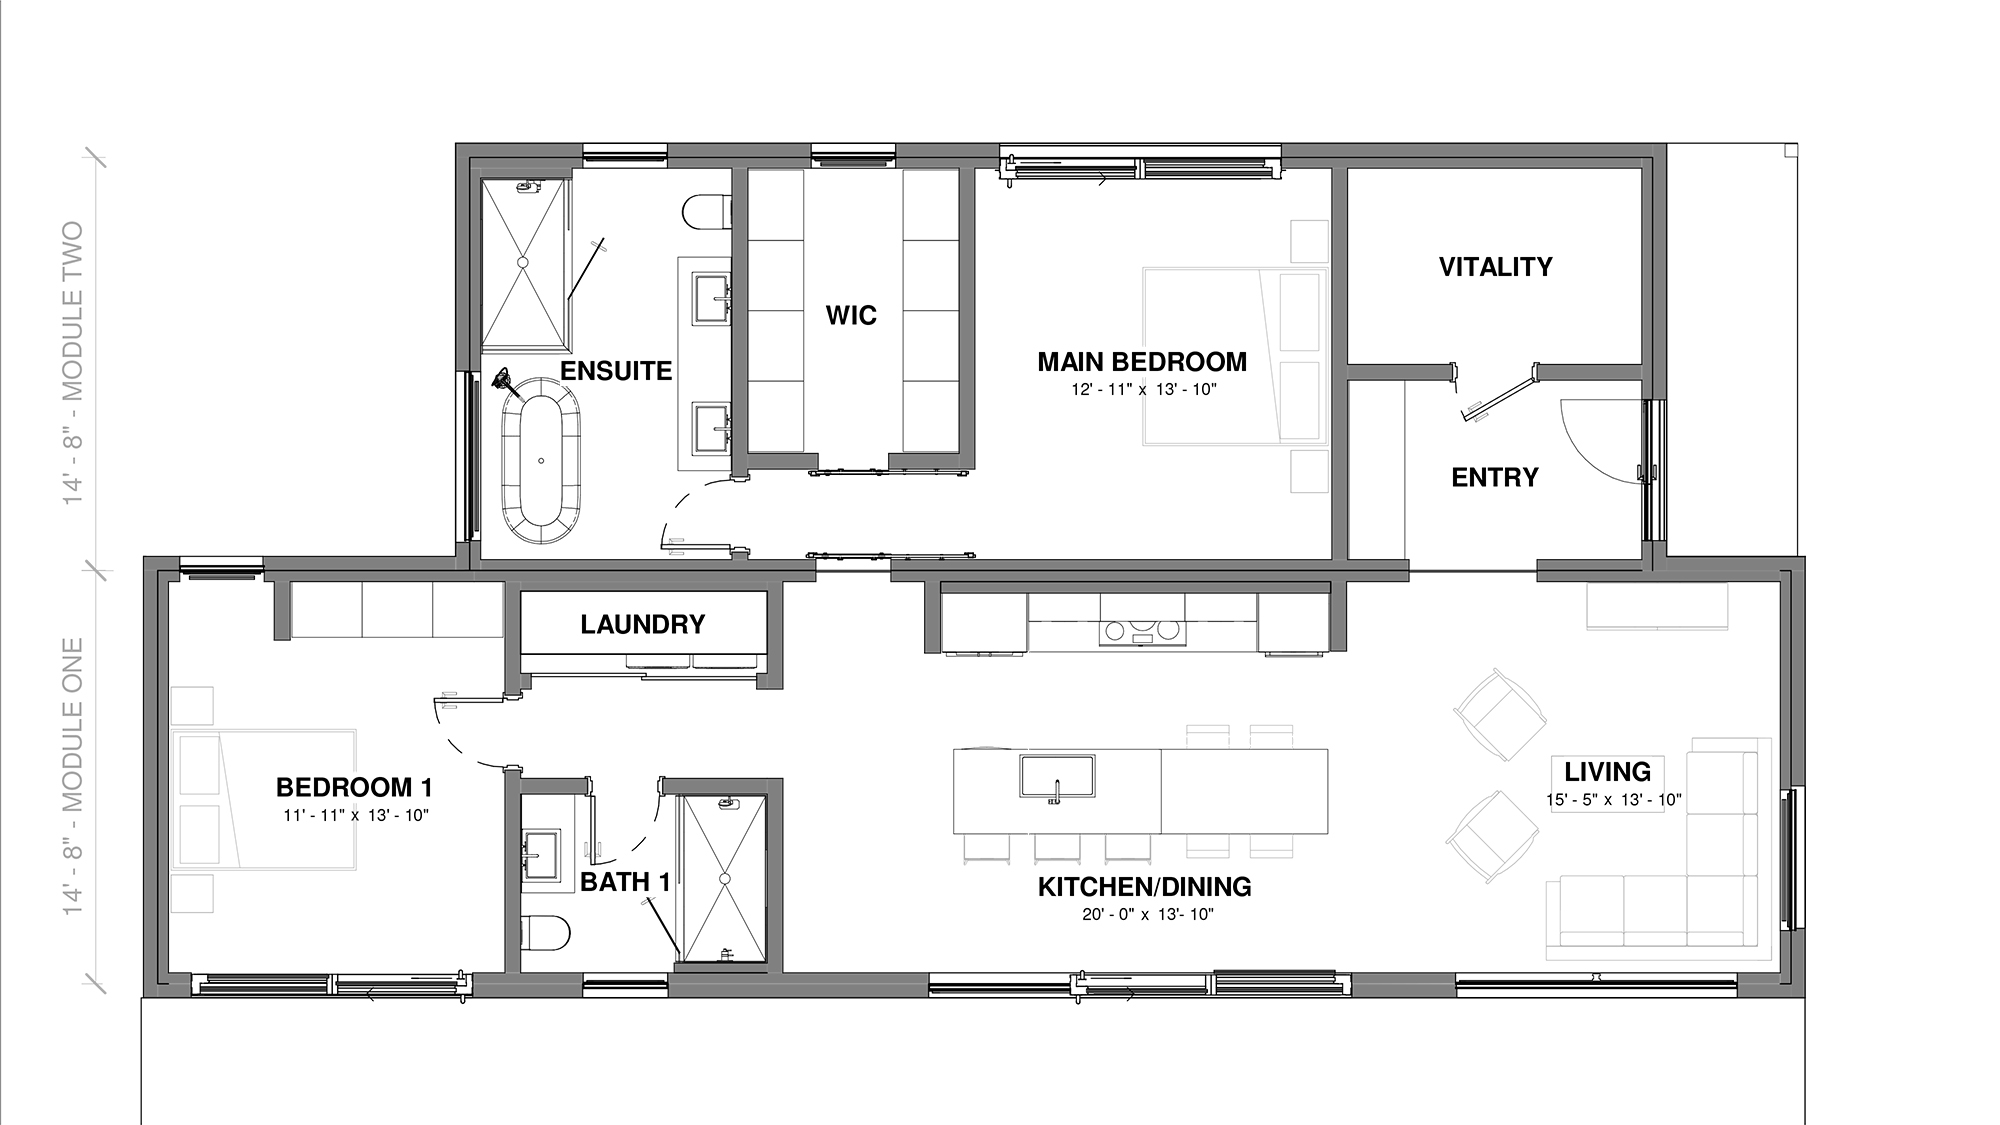 14' - 8" - MODULE TWO
VITALITY
WIC
ENSUITE
MAIN BEDROOM
12' - 11" x 13' - 10"
ENTRY
14' - 8" - MODULE ONE
LAUNDRY
BEDROOM 1
11' - 11" x 13' - 10"
LIVING
15' - 5" x 13' - 10"
BATH 1
KITCHEN/DINING
20' - 0" x 13'- 10"